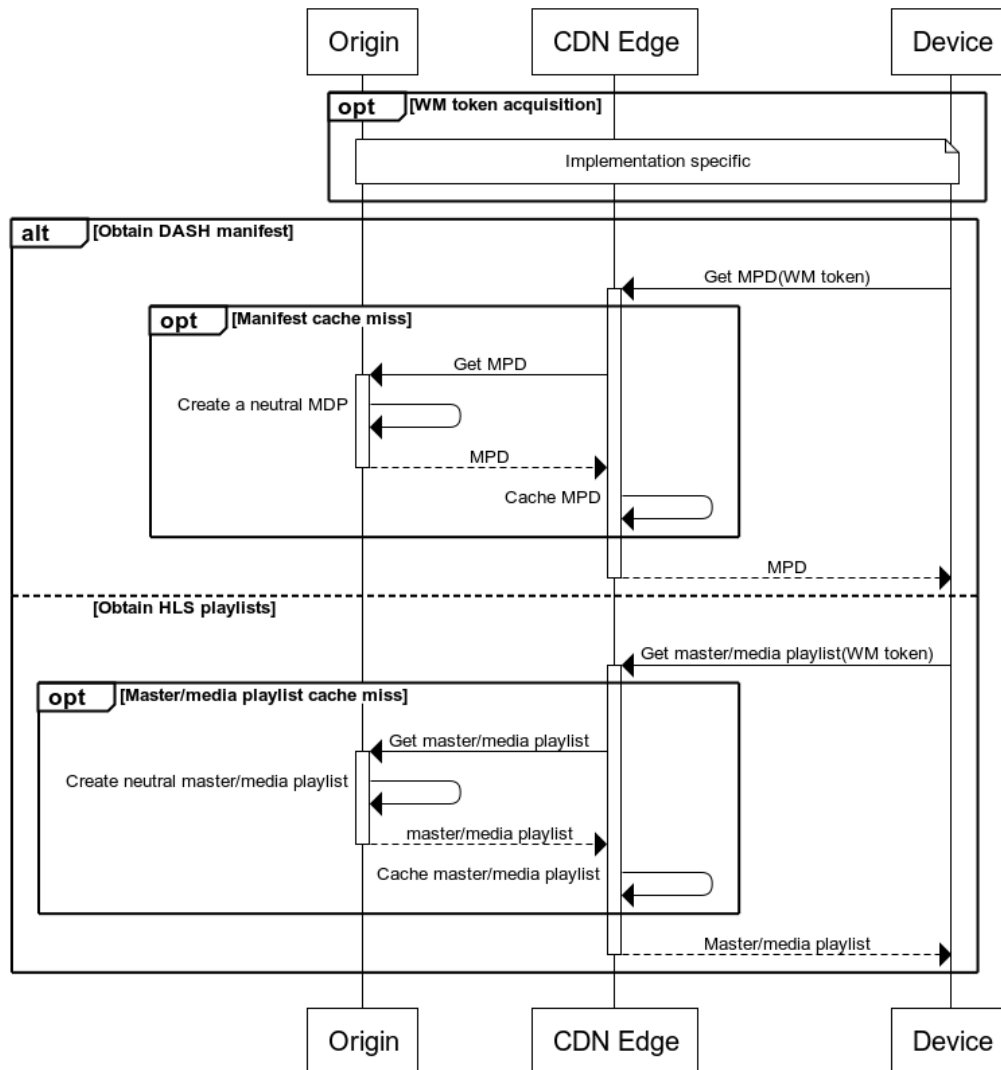 Origin
CDN Edge
Device
opt
[WM token acquisition]
Implementation specific
alt
[Obtain DASH manifest]
Get MPD(WM token)
opt
[Manifest cache miss]
Get MPD
Create a neutral MDP
MPD
Cache MPD
MPD
[Obtain HLS playlists]
Get master/media playlist(WM token)
opt
[Master/media playlist cache miss]
Get master/media playlist
Create neutral master/media playlist
master/media playlist
Cache master/media playlist
Master/media playlist
Origin
CDN Edge
Device